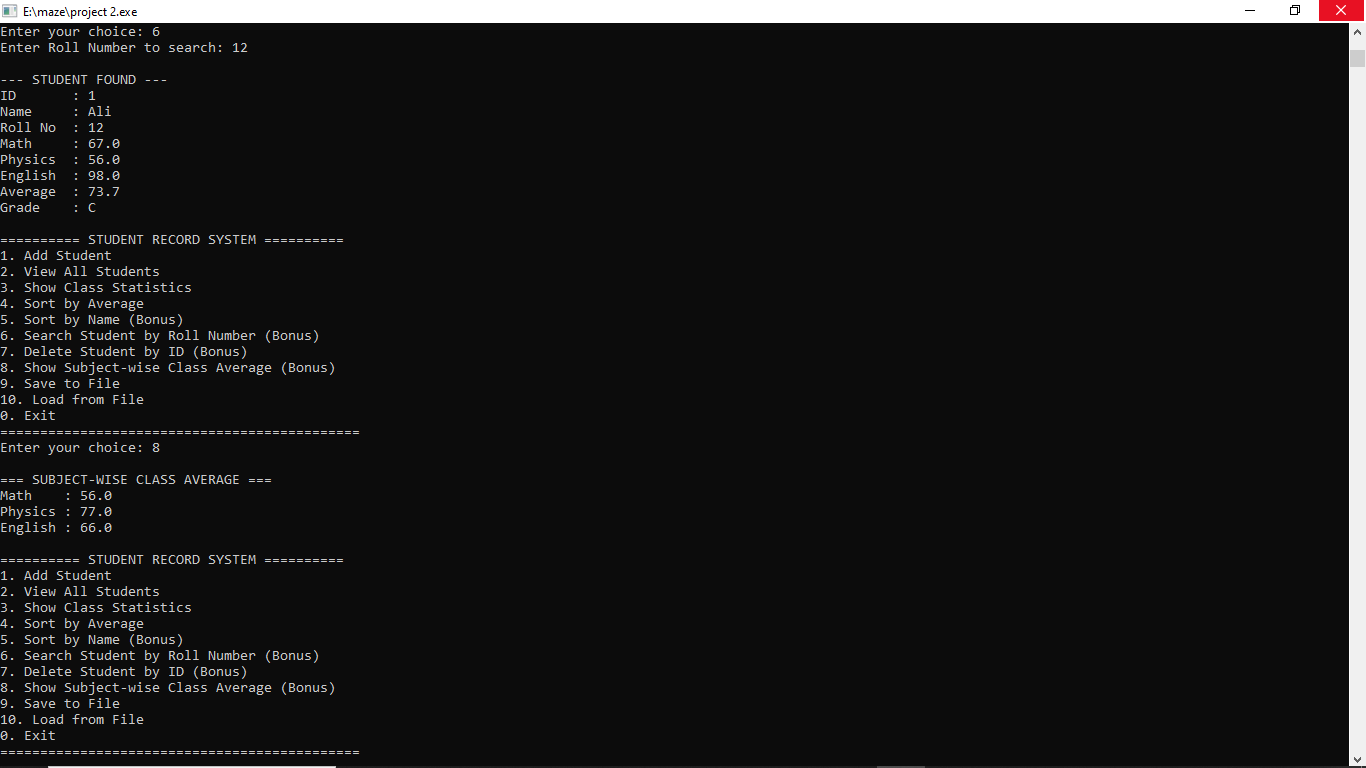 E:\maze\project 2.exe
Enter your choice: 6
Enter Roll Number to search: 12
--- STUDENT FOUND ---
ID       : 1
Name     : Ali
Roll No  : 12
Math     : 67.0
Physics  : 56.0
English  : 98.0
Average  : 73.7
Grade    : C
========== STUDENT RECORD SYSTEM ==========
1. Add Student
2. View All Students
3. Show Class Statistics
4. Sort by Average
5. Sort by Name (Bonus)
6. Search Student by Roll Number (Bonus)
7. Delete Student by ID (Bonus)
8. Show Subject-wise Class Average (Bonus)
9. Save to File
10. Load from File
0. Exit
=============================================
Enter your choice: 8
=== SUBJECT-WISE CLASS AVERAGE ===
Math    : 56.0
Physics : 77.0
English : 66.0
========== STUDENT RECORD SYSTEM ==========
1. Add Student
2. View All Students
3. Show Class Statistics
4. Sort by Average
5. Sort by Name (Bonus)
6. Search Student by Roll Number (Bonus)
7. Delete Student by ID (Bonus)
8. Show Subject-wise Class Average (Bonus)
9. Save to File
10. Load from File
0. Exit
=============================================